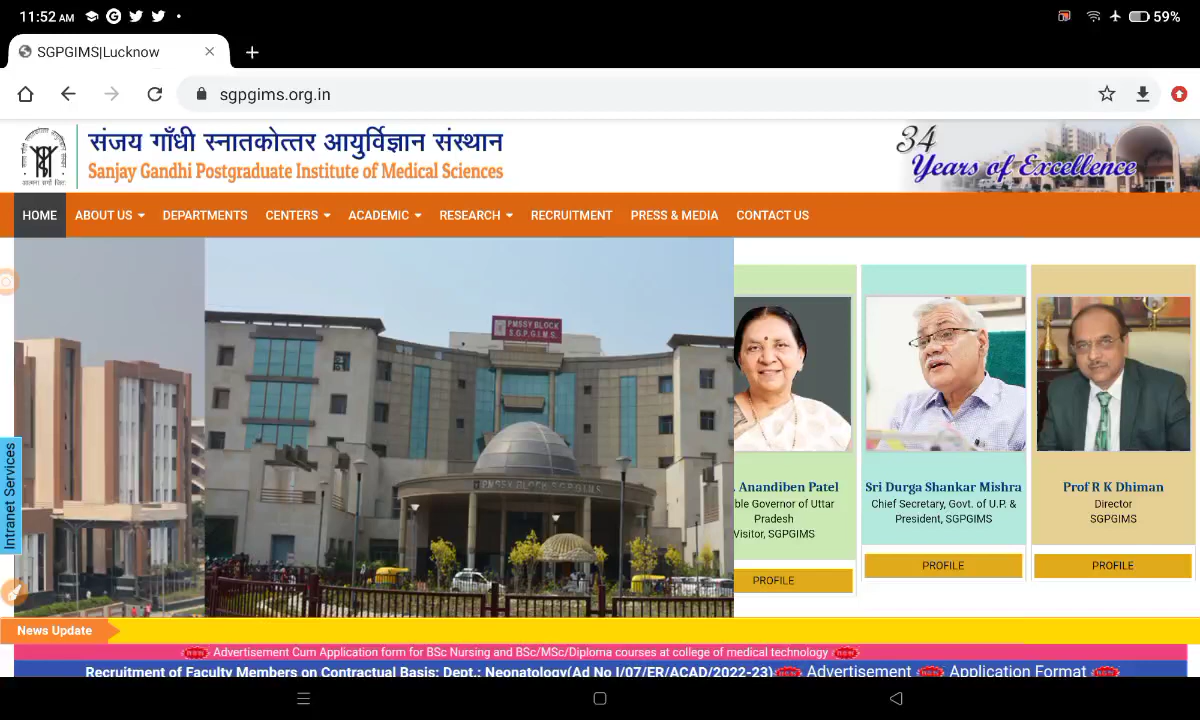 11:52 AM
59%
SGPGIMS|Lucknow
sgpgims.org.in
संजय गाँधी स्नातकोत्तर आयुर्विज्ञान संस्थान
Sanjay Gandhi Postgraduate Institute of Medical Sciences
34
Years of Excellence
HOME ABOUT US DEPARTMENTS CENTERS ACADEMIC RESEARCH RECRUITMENT PRESS & MEDIA CONTACT US
PMSSY BLOCK
S.G.P.G.I.M.S.
PMSSY BLOCK S.G.P.G.I.M.S.
Intranet Services
Anandiben Patel
ble Governor of Uttar
Pradesh
Visitor, SGPGIMS
PROFILE
Sri Durga Shankar Mishra
Chief Secretary, Govt. of U.P. &
President, SGPGIMS
PROFILE
Prof R K Dhiman
Director
SGPGIMS
PROFILE
News Update
Advertisement Cum Application form for BSc Nursing and BSc/MSc/Diploma courses at college of medical technology
Recruitment of Faculty Members on Contractual Basis: Dept.: Neonatology(Ad No I/07/ER/ACAD/2022-23) Advertisement Application Format